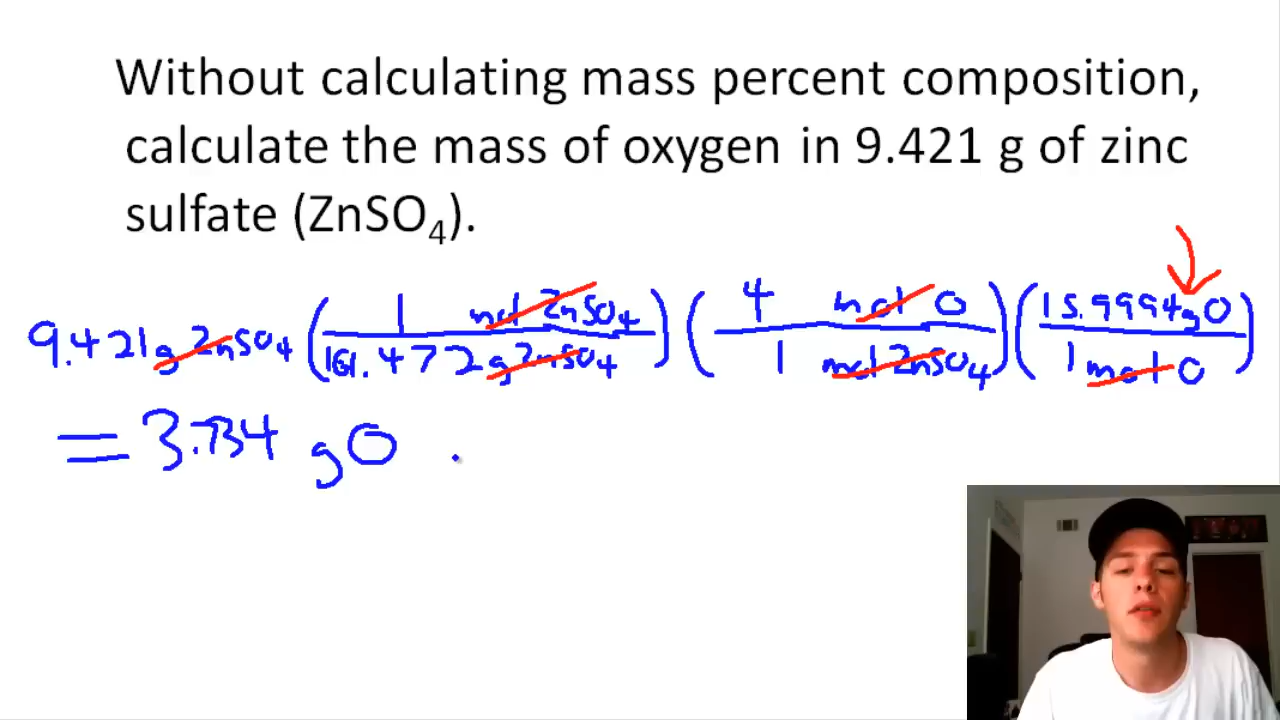 Without calculating mass percent composition,
calculate the mass of oxygen in 9.421 g of zinc
sulfate (ZnSO₄).
9.421g ZnSO₄ (1 mol ZnSO₄ / 161.472g ZnSO₄) (4 mol O / 1 mol ZnSO₄) (15.9994g O / 1 mol O)
= 3.734 g O